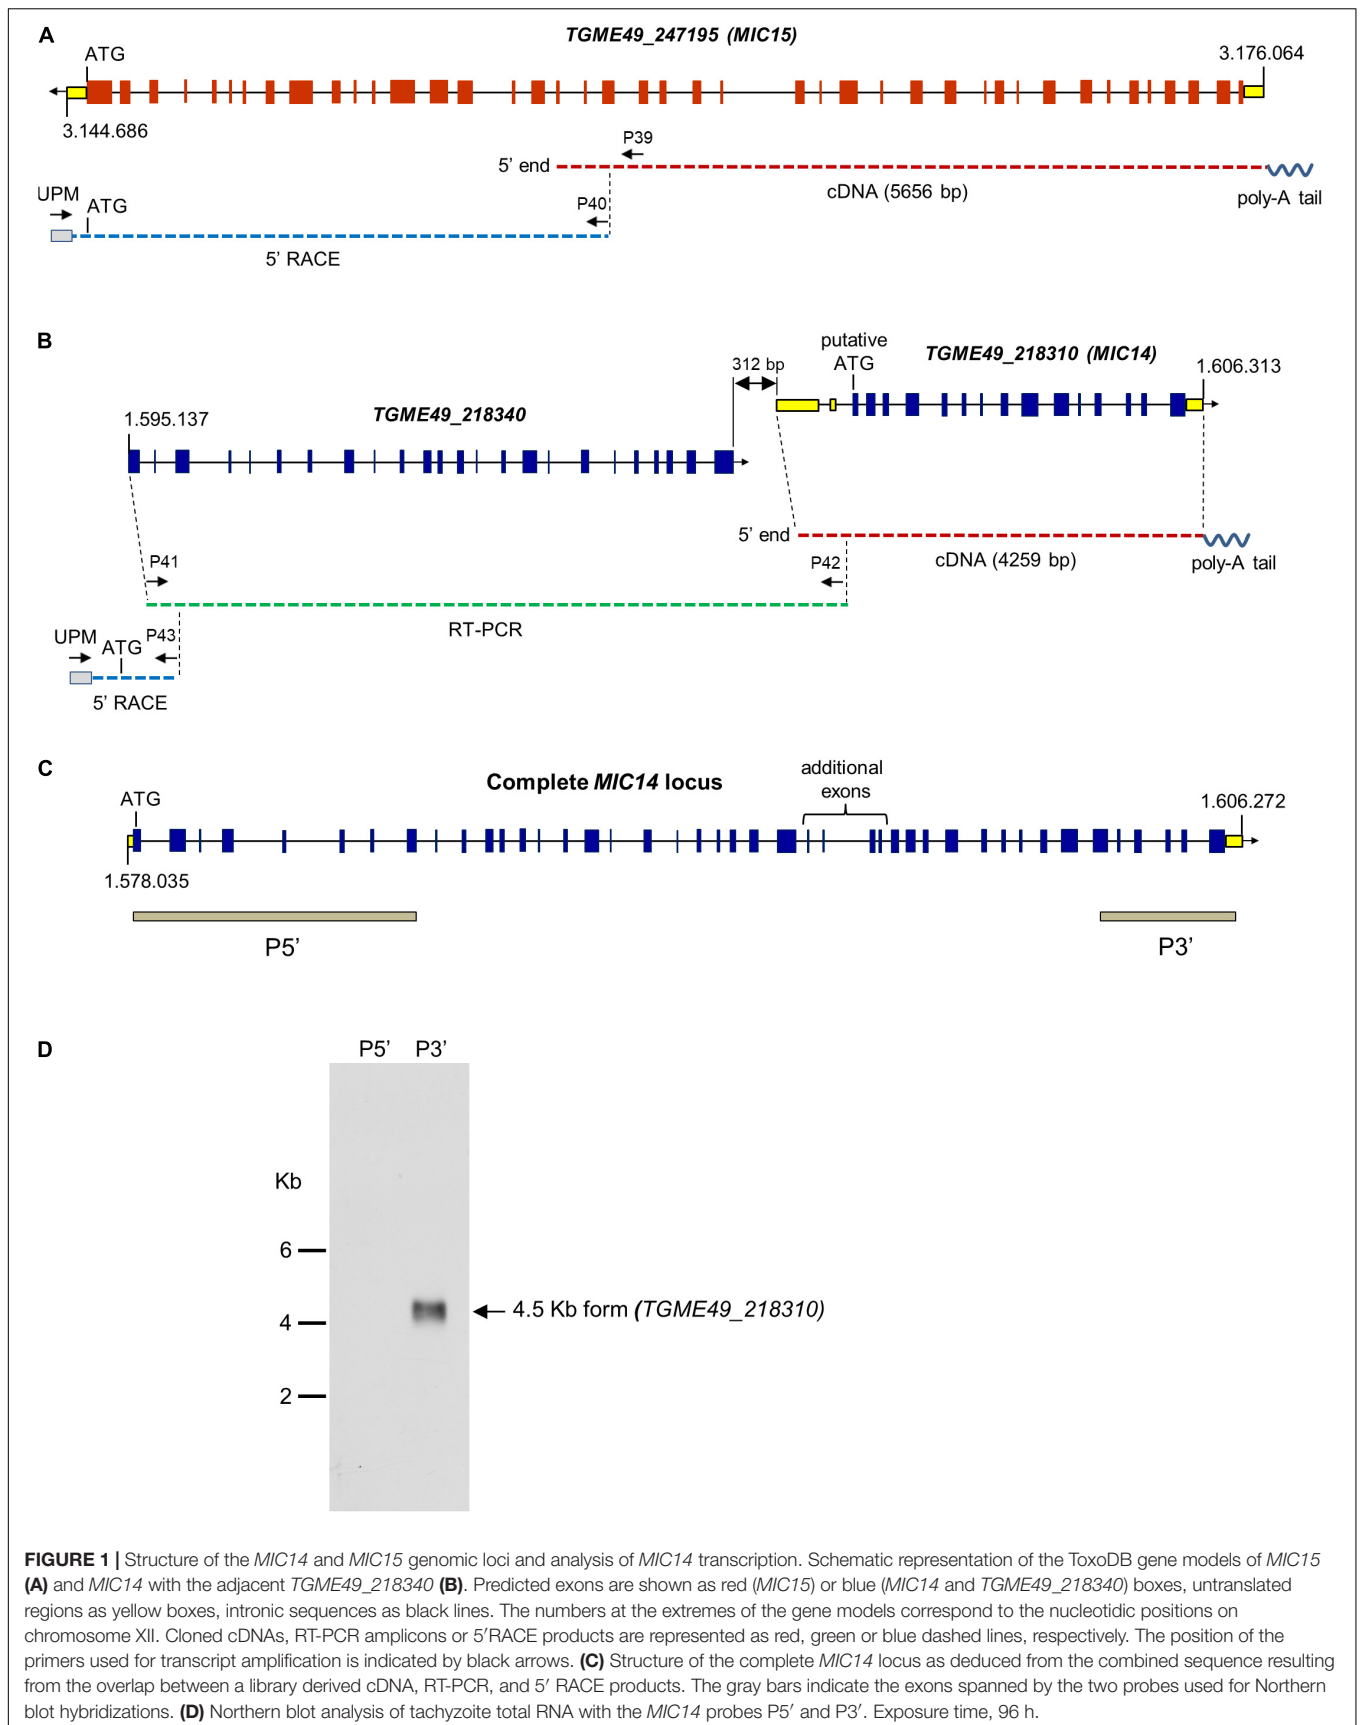 A
TGME49_247195 (MIC15)
ATG
3.176.064
3.144.686
P39
5’ end
cDNA (5656 bp)
poly-A tail
UPM
ATG
P40
5’ RACE
B
putative
ATG
TGME49_218310 (MIC14)
312 bp
1.606.313
1.595.137
TGME49_218340
5’ end
cDNA (4259 bp)
poly-A tail
P41
P42
RT-PCR
UPM
ATG
P43
5’ RACE
C
Complete MIC14 locus
additional
exons
ATG
1.606.272
1.578.035
P5’
P3’
D
P5’ P3’
Kb
6
4.5 Kb form (TGME49_218310)
4
2
FIGURE 1 | Structure of the MIC14 and MIC15 genomic loci and analysis of MIC14 transcription. Schematic representation of the ToxoDB gene models of MIC15
(A) and MIC14 with the adjacent TGME49_218340 (B). Predicted exons are shown as red (MIC15) or blue (MIC14 and TGME49_218340) boxes, untranslated
regions as yellow boxes, intronic sequences as black lines. The numbers at the extremes of the gene models correspond to the nucleotidic positions on
chromosome XII. Cloned cDNAs, RT-PCR amplicons or 5′RACE products are represented as red, green or blue dashed lines, respectively. The position of the
primers used for transcript amplification is indicated by black arrows. (C) Structure of the complete MIC14 locus as deduced from the combined sequence resulting
from the overlap between a library derived cDNA, RT-PCR, and 5′ RACE products. The gray bars indicate the exons spanned by the two probes used for Northern
blot hybridizations. (D) Northern blot analysis of tachyzoite total RNA with the MIC14 probes P5′ and P3′. Exposure time, 96 h.